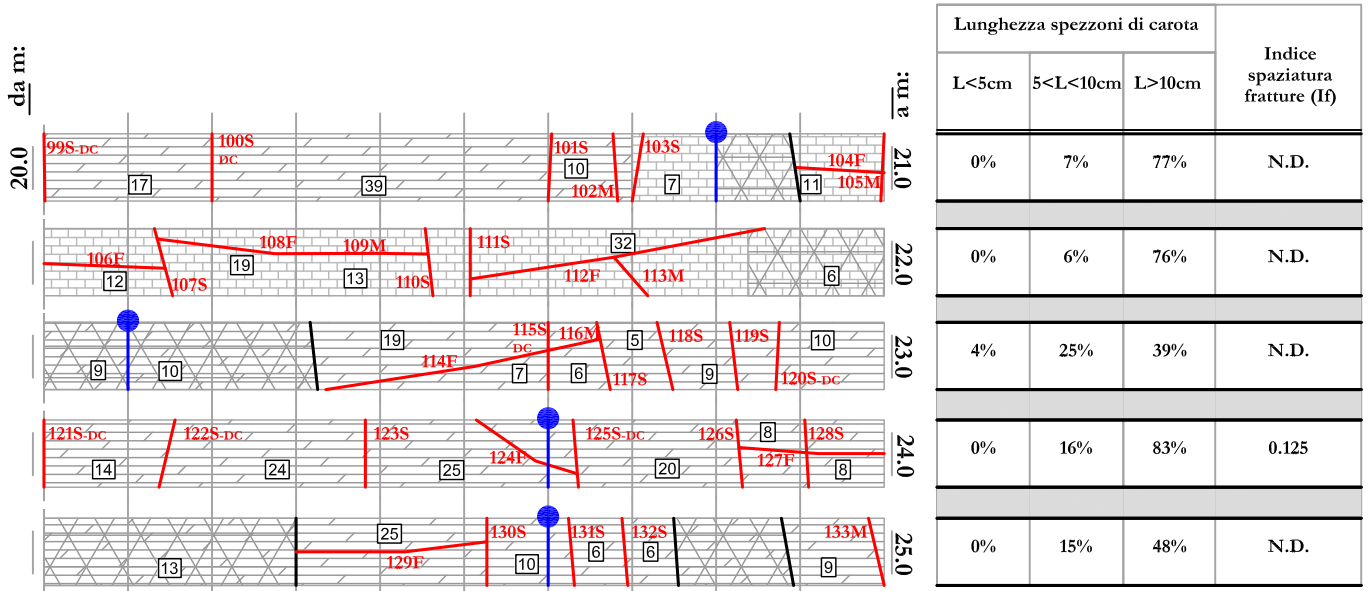 da m:
a m:
Lunghezza spezzoni di carota
Indice
spaziatura
fratture (If)
L<5cm
5<L<10cm
L>10cm
20.0
99S-DC
17
100S
DC
39
101S
10
102M
103S
7
104F
105M
11
21.0
0%
7%
77%
N.D.
106F
12
107S
108F
19
109M
13
110S
111S
112F
32
113M
6
22.0
0%
6%
76%
N.D.
9
10
19
114F
115S
DC
7
116M
6
117S
5
118S
9
119S
120S-DC
10
23.0
4%
25%
39%
N.D.
121S-DC
14
122S-DC
24
123S
25
124F
125S-DC
20
126S
8
127F
128S
8
24.0
0%
16%
83%
0.125
13
25
129F
130S
10
131S
6
132S
6
133M
9
25.0
0%
15%
48%
N.D.